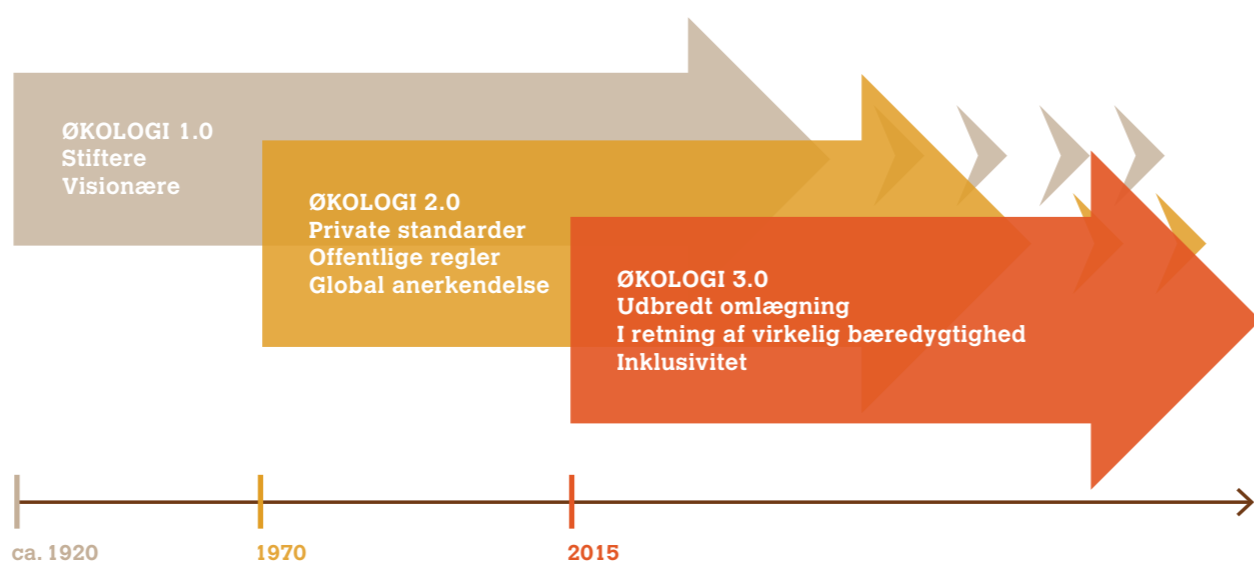 ØKOLOGI 1.0
Stiftere
Visionære
ØKOLOGI 2.0
Private standarder
Offentlige regler
Global anerkendelse
ØKOLOGI 3.0
Udbredt omlægning
I retning af virkelig bæredygtighed
Inklusivitet
ca. 1920
1970
2015